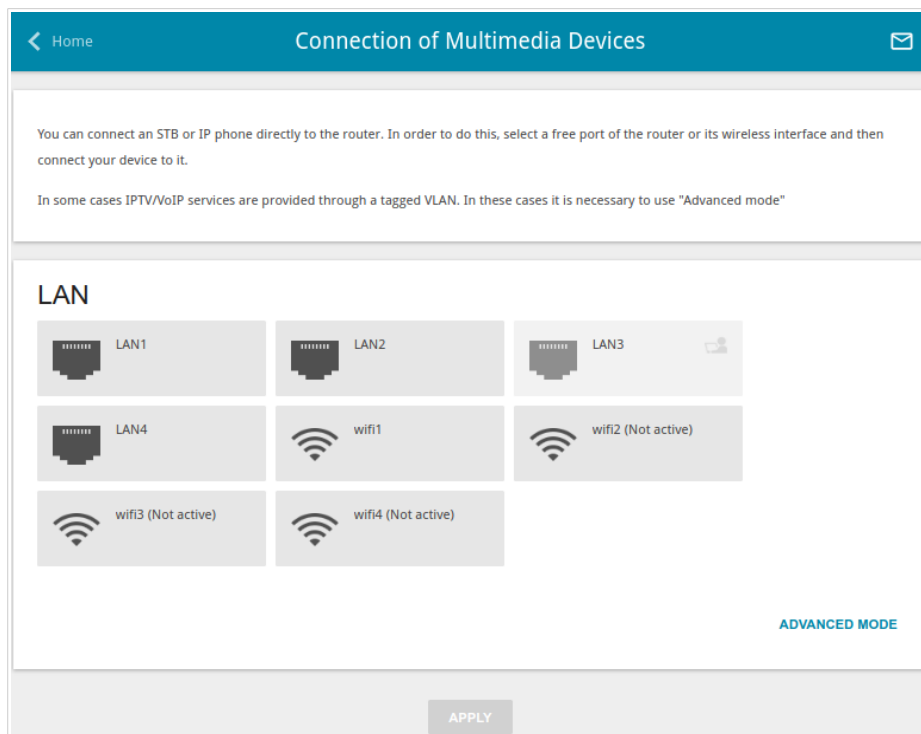 Home
Connection of Multimedia Devices
You can connect an STB or IP phone directly to the router. In order to do this, select a free port of the router or its wireless interface and then
connect your device to it.
In some cases IPTV/VoIP services are provided through a tagged VLAN. In these cases it is necessary to use "Advanced mode"
LAN
LAN1
LAN2
LAN3
LAN4
wifi1
wifi2 (Not active)
wifi3 (Not active)
wifi4 (Not active)
ADVANCED MODE
APPLY